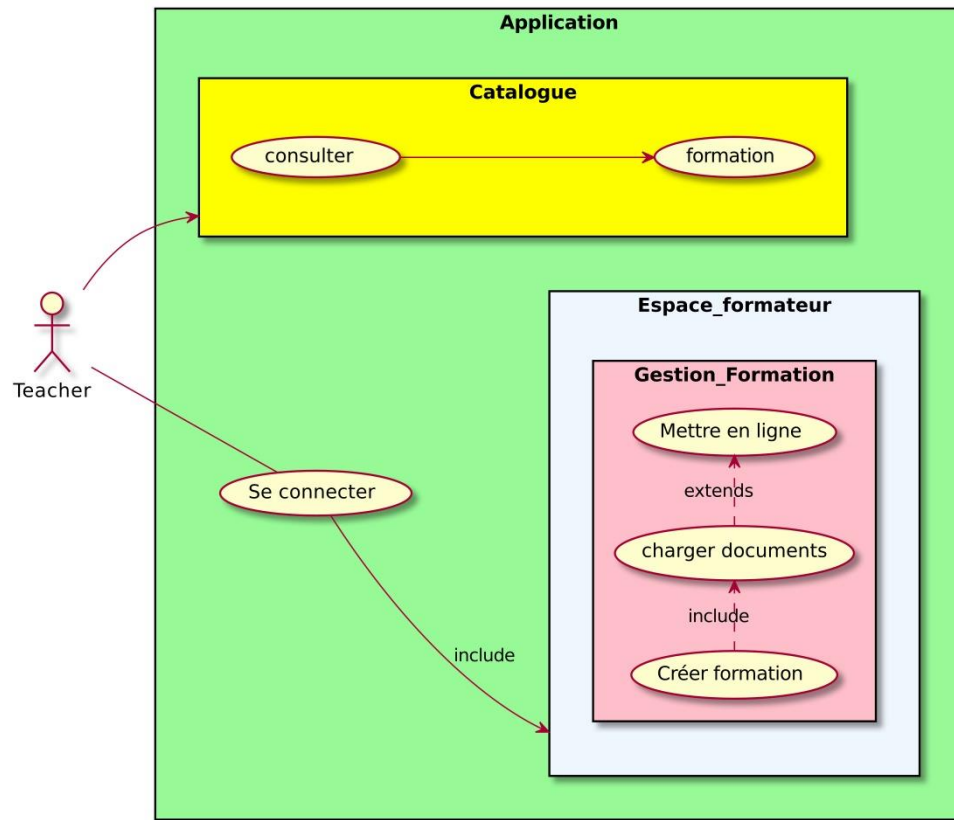 Application
Catalogue
consulter
formation
Espace_formateur
Gestion_Formation
Mettre en ligne
Teacher
extends
Se connecter
charger documents
include
include
Créer formation